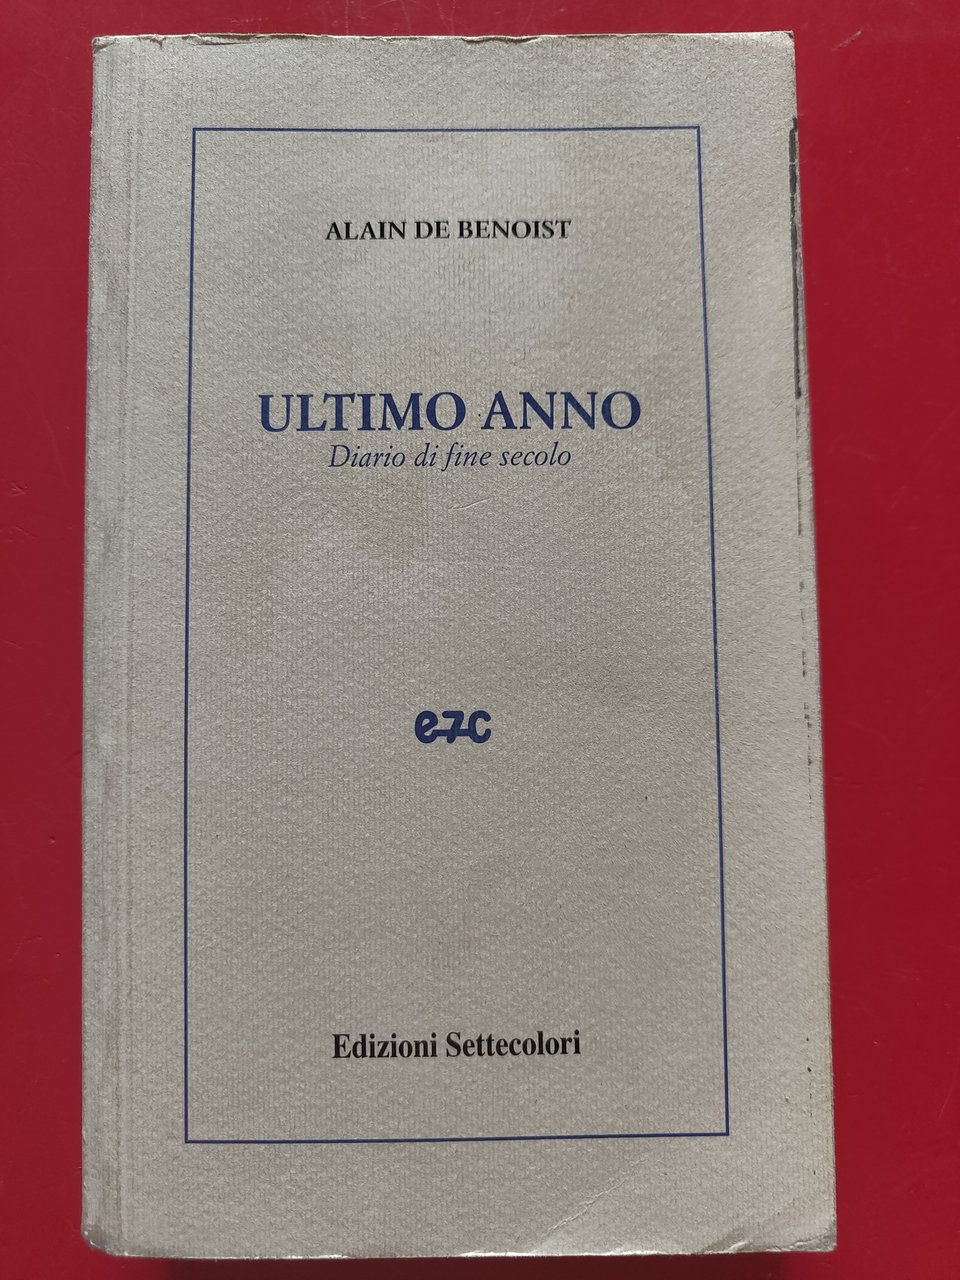 ALAIN DE BENOIST
ULTIMO ANNO
Diario di fine secolo
e7c
Edizioni Settecolori